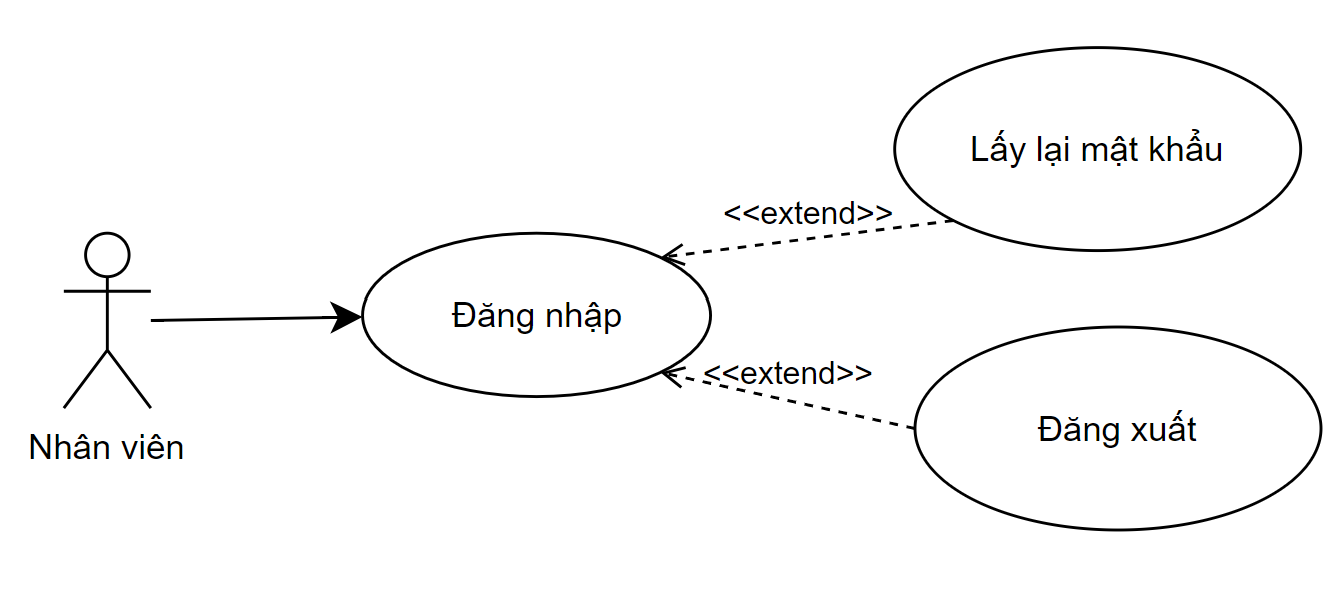 Lấy lại mật khẩu
<<extend>>
Đăng nhập
<<extend>>
Đăng xuất
Nhân viên